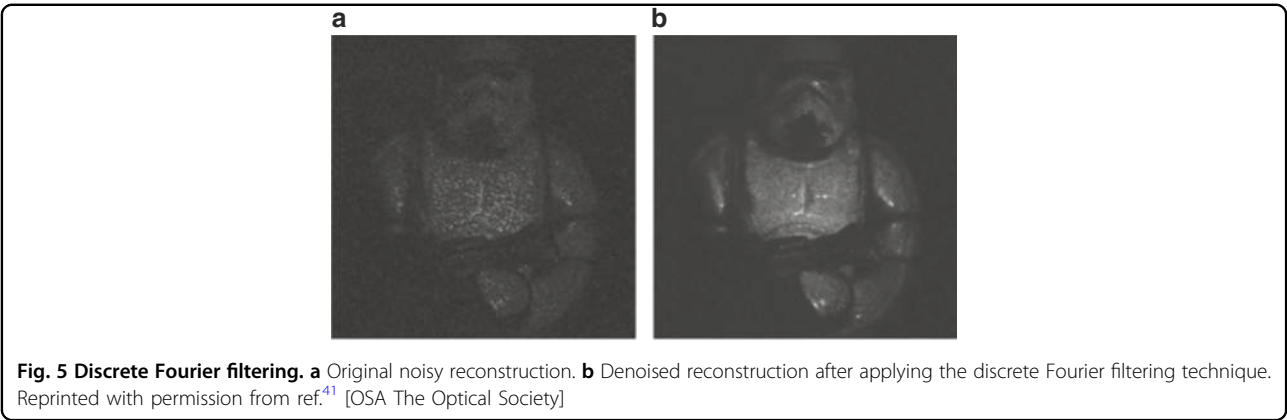 a b
Fig. 5 Discrete Fourier filtering. a Original noisy reconstruction. b Denoised reconstruction after applying the discrete Fourier filtering technique.
Reprinted with permission from ref.41 [OSA The Optical Society]